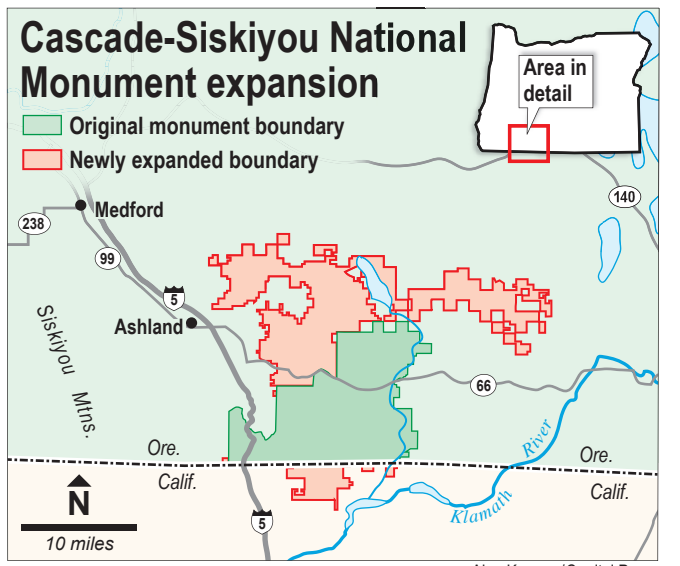 Cascade-Siskiyou National
Monument expansion
Original monument boundary
Newly expanded boundary
Area in
detail
140
Medford
238
99
5
Ashland
Siskiyou Mtns.
66
River
Ore.
Ore.
Calif.
Calif.
Klamath
N
10 miles
5